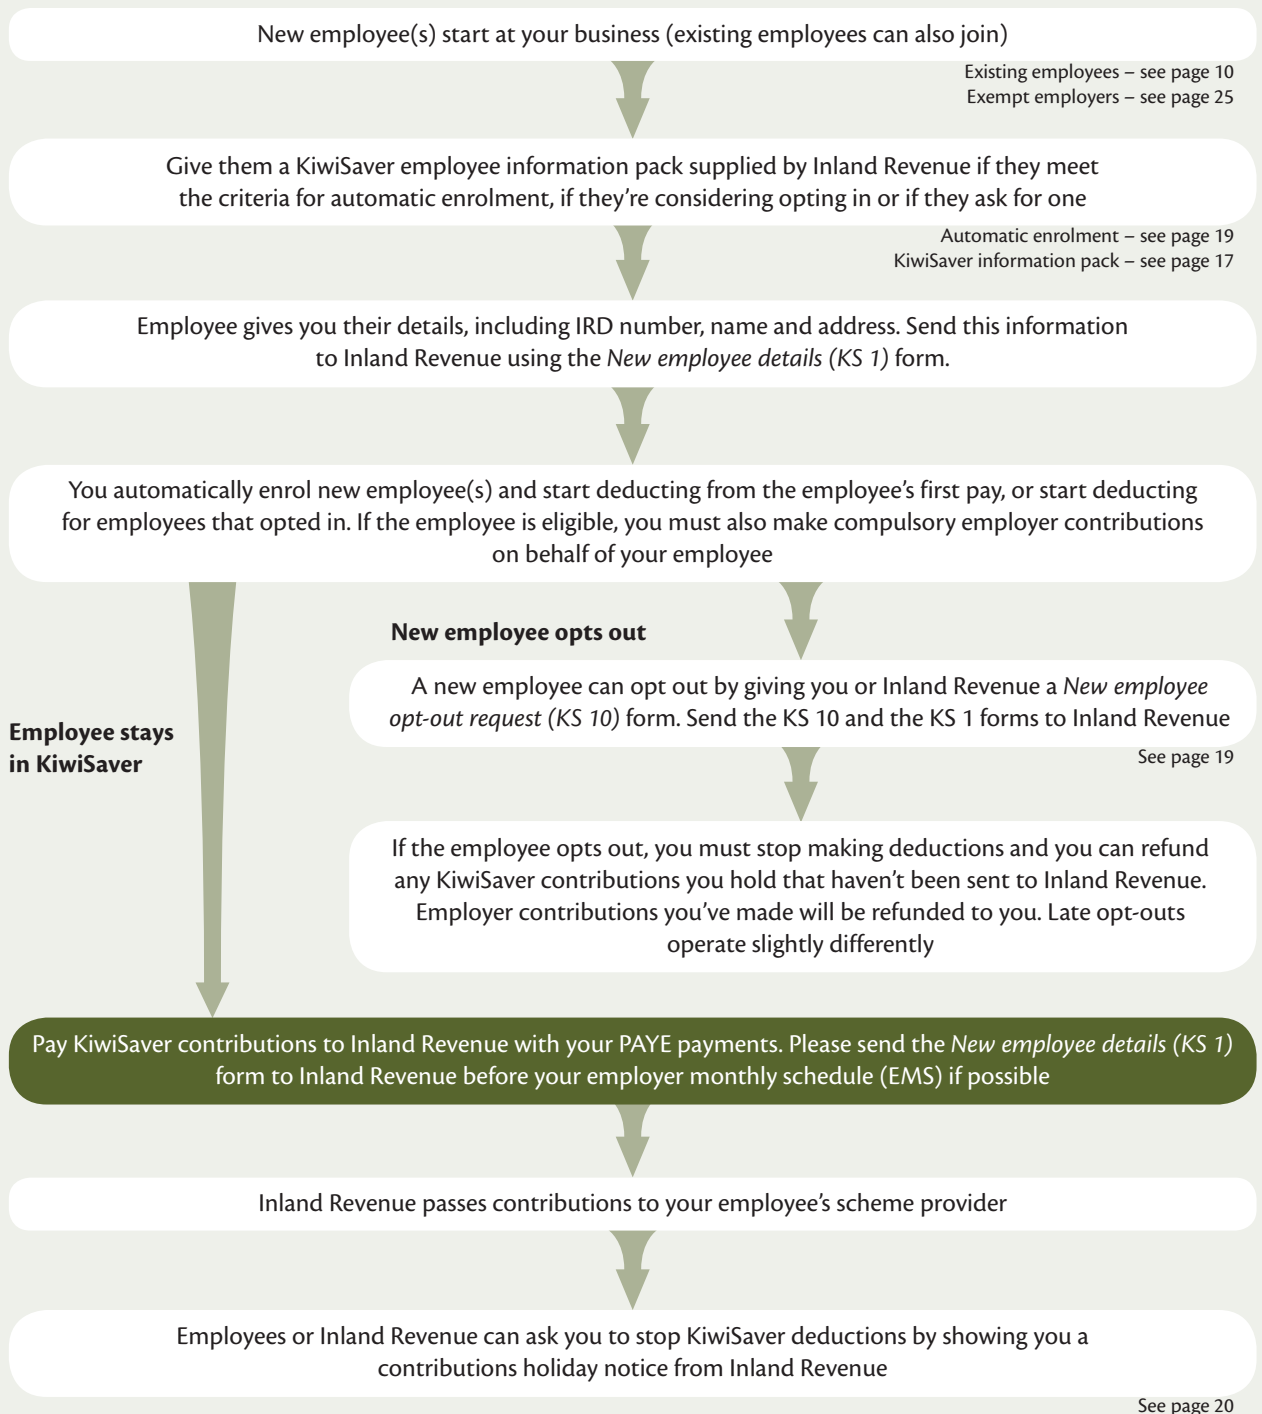 New employee(s) start at your business (existing employees can also join)
Existing employees – see page 10
Exempt employers – see page 25
Give them a KiwiSaver employee information pack supplied by Inland Revenue if they meet
the criteria for automatic enrolment, if they're considering opting in or if they ask for one
Automatic enrolment – see page 19
KiwiSaver information pack – see page 17
Employee gives you their details, including IRD number, name and address. Send this information
to Inland Revenue using the New employee details (KS 1) form.
You automatically enrol new employee(s) and start deducting from the employee's first pay, or start deducting
for employees that opted in. If the employee is eligible, you must also make compulsory employer contributions
on behalf of your employee
New employee opts out
A new employee can opt out by giving you or Inland Revenue a New employee
opt-out request (KS 10) form. Send the KS 10 and the KS 1 forms to Inland Revenue
See page 19
Employee stays
in KiwiSaver
If the employee opts out, you must stop making deductions and you can refund
any KiwiSaver contributions you hold that haven't been sent to Inland Revenue.
Employer contributions you've made will be refunded to you. Late opt-outs
operate slightly differently
Pay KiwiSaver contributions to Inland Revenue with your PAYE payments. Please send the New employee details (KS 1)
form to Inland Revenue before your employer monthly schedule (EMS) if possible
Inland Revenue passes contributions to your employee's scheme provider
Employees or Inland Revenue can ask you to stop KiwiSaver deductions by showing you a
contributions holiday notice from Inland Revenue
See page 20